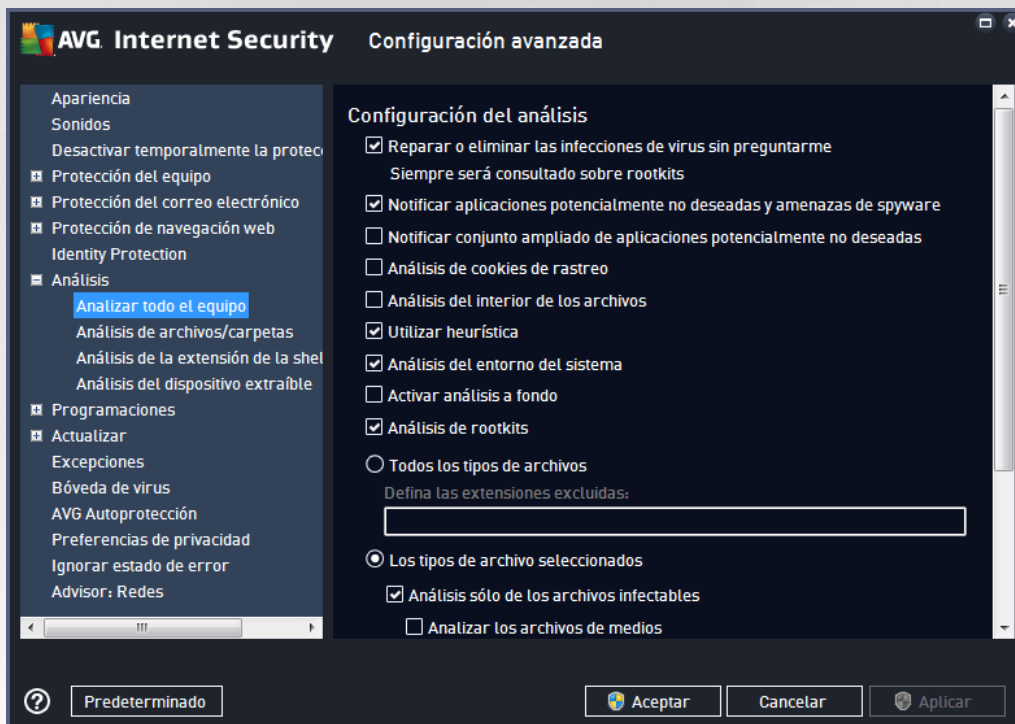 AVG. Internet Security Configuración avanzada
Apariencia
Sonidos
Desactivar temporalmente la protec
Protección del equipo
Protección del correo electrónico
Protección de navegación web
Identity Protection
Análisis
Analizar todo el equipo
Análisis de archivos/carpetas
Análisis de la extensión de la shel
Análisis del dispositivo extraíble
Programaciones
Actualizar
Excepciones
Bóveda de virus
AVG Autoprotección
Preferencias de privacidad
Ignorar estado de error
Advisor: Redes
Configuración del análisis
Reparar o eliminar las infecciones de virus sin preguntarme
Siempre será consultado sobre rootkits
Notificar aplicaciones potencialmente no deseadas y amenazas de spyware
Notificar conjunto ampliado de aplicaciones potencialmente no deseadas
Análisis de cookies de rastreo
Análisis del interior de los archivos
Utilizar heurística
Análisis del entorno del sistema
Activar análisis a fondo
Análisis de rootkits
Todos los tipos de archivos
Defina las extensiones excluidas:
Los tipos de archivo seleccionados
Análisis sólo de los archivos infectables
Analizar los archivos de medios
Predeterminado
Aceptar
Cancelar
Aplicar